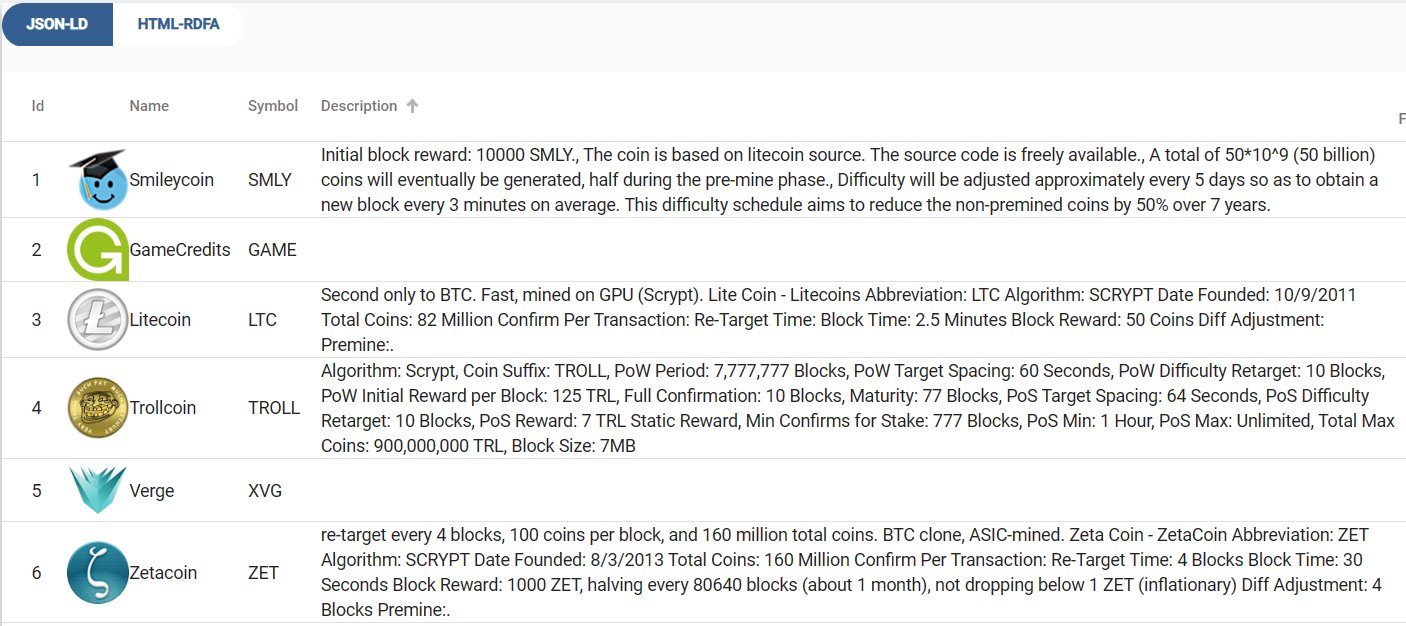 JSON-LD HTML-RDFA
Id Name Symbol Description F
1 Smileycoin SMLY Initial block reward: 10000 SMLY., The coin is based on litecoin source. The source code is freely available., A total of 50*10^9 (50 billion)
coins will eventually be generated, half during the pre-mine phase., Difficulty will be adjusted approximately every 5 days so as to obtain a
new block every 3 minutes on average. This difficulty schedule aims to reduce the non-premined coins by 50% over 7 years.
2 GameCredits GAME
3 Litecoin LTC Second only to BTC. Fast, mined on GPU (Scrypt). Lite Coin - Litecoins Abbreviation: LTC Algorithm: SCRYPT Date Founded: 10/9/2011
Total Coins: 82 Million Confirm Per Transaction: Re-Target Time: Block Time: 2.5 Minutes Block Reward: 50 Coins Diff Adjustment:
Premine:.
4 Trollcoin TROLL Algorithm: Scrypt, Coin Suffix: TROLL, PoW Period: 7,777,777 Blocks, PoW Target Spacing: 60 Seconds, PoW Difficulty Retarget: 10 Blocks,
PoW Initial Reward per Block: 125 TRL, Full Confirmation: 10 Blocks, Maturity: 77 Blocks, PoS Target Spacing: 64 Seconds, PoS Difficulty
Retarget: 10 Blocks, PoS Reward: 7 TRL Static Reward, Min Confirms for Stake: 777 Blocks, PoS Min: 1 Hour, PoS Max: Unlimited, Total Max
Coins: 900,000,000 TRL, Block Size: 7MB
5 Verge XVG
6 Zetacoin ZET re-target every 4 blocks, 100 coins per block, and 160 million total coins. BTC clone, ASIC-mined. Zeta Coin - ZetaCoin Abbreviation: ZET
Algorithm: SCRYPT Date Founded: 8/3/2013 Total Coins: 160 Million Confirm Per Transaction: Re-Target Time: 4 Blocks Block Time: 30
Seconds Block Reward: 1000 ZET, halving every 80640 blocks (about 1 month), not dropping below 1 ZET (inflationary) Diff Adjustment: 4
Blocks Premine:.